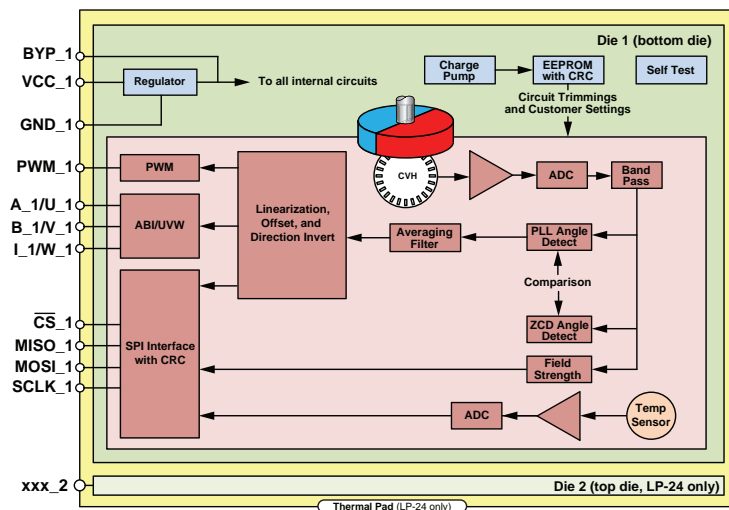 Die 1 (bottom die)
BYP_1
VCC_1
GND_1
Regulator
To all internal circuits
Charge
Pump
EEPROM
with CRC
Self Test
Circuit Trimmings
and Customer Settings
PWM_1
PWM
A_1/U_1
B_1/V_1
I_1/W_1
ABI/UVW
Linearization,
Offset, and
Direction Invert
CVH
ADC
Band
Pass
Averaging
Filter
PLL Angle
Detect
Comparison
ZCD Angle
Detect
CS_1
MISO_1
MOSI_1
SCLK_1
SPI Interface
with CRC
Field
Strength
ADC
Temp
Sensor
xxx_2
Die 2 (top die, LP-24 only)
Thermal Pad (LP-24 only)